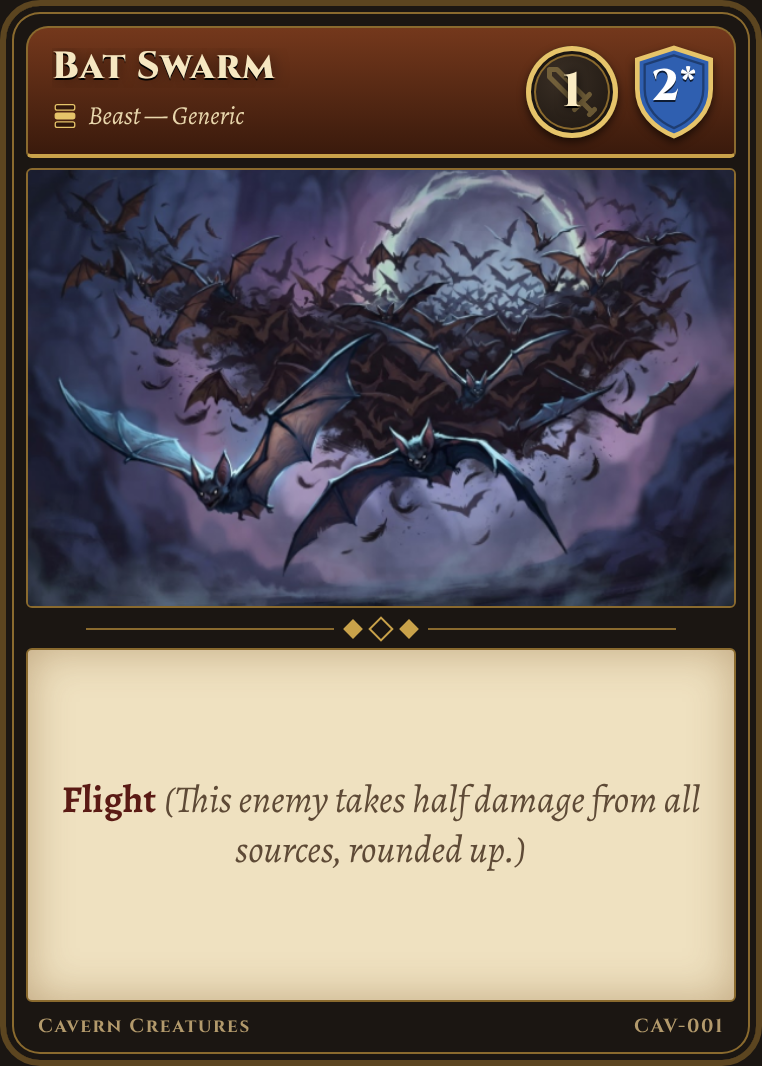 Bat Swarm
Beast — Generic
1
2*
Flight (This enemy takes half damage from all
sources, rounded up.)
Cavern Creatures
CAV-001